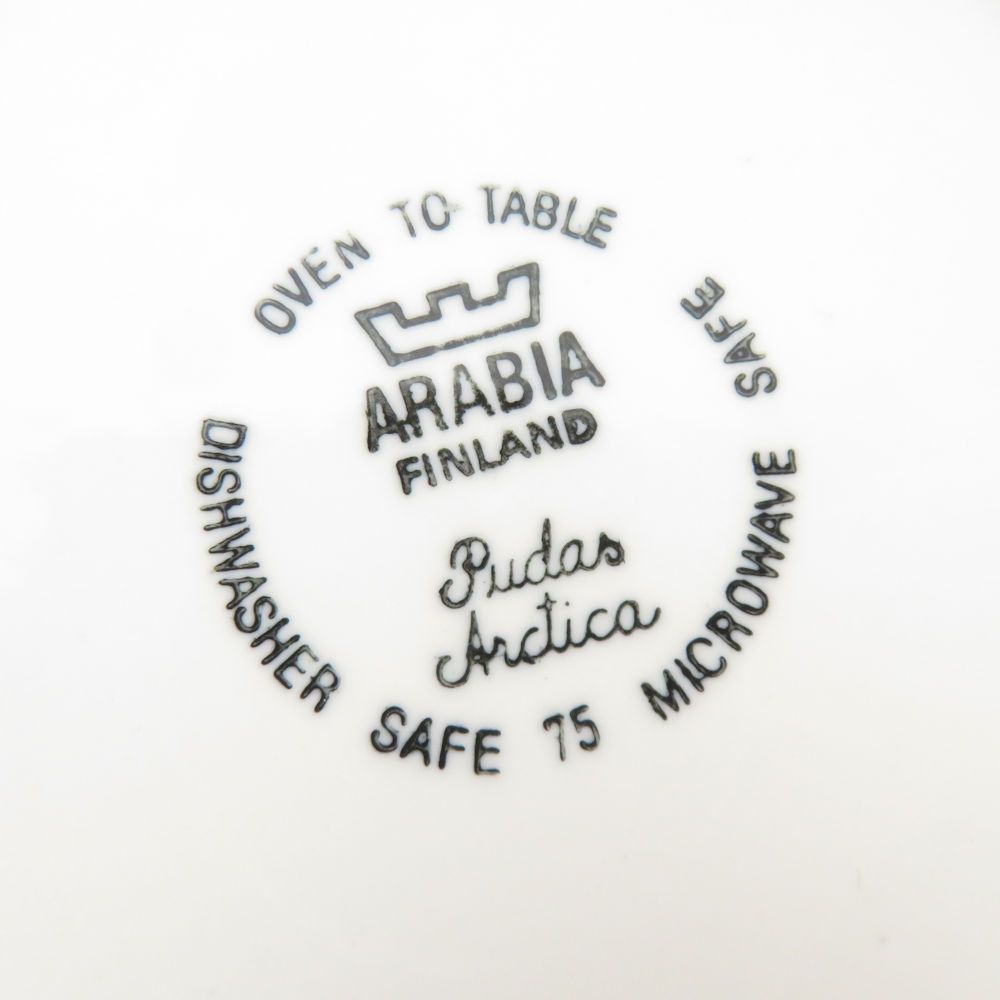 OVEN TO TABLE
ARABIA
FINLAND
Pudas
Arctica
DISHWASHER SAFE 75 MICROWAVE SAFE